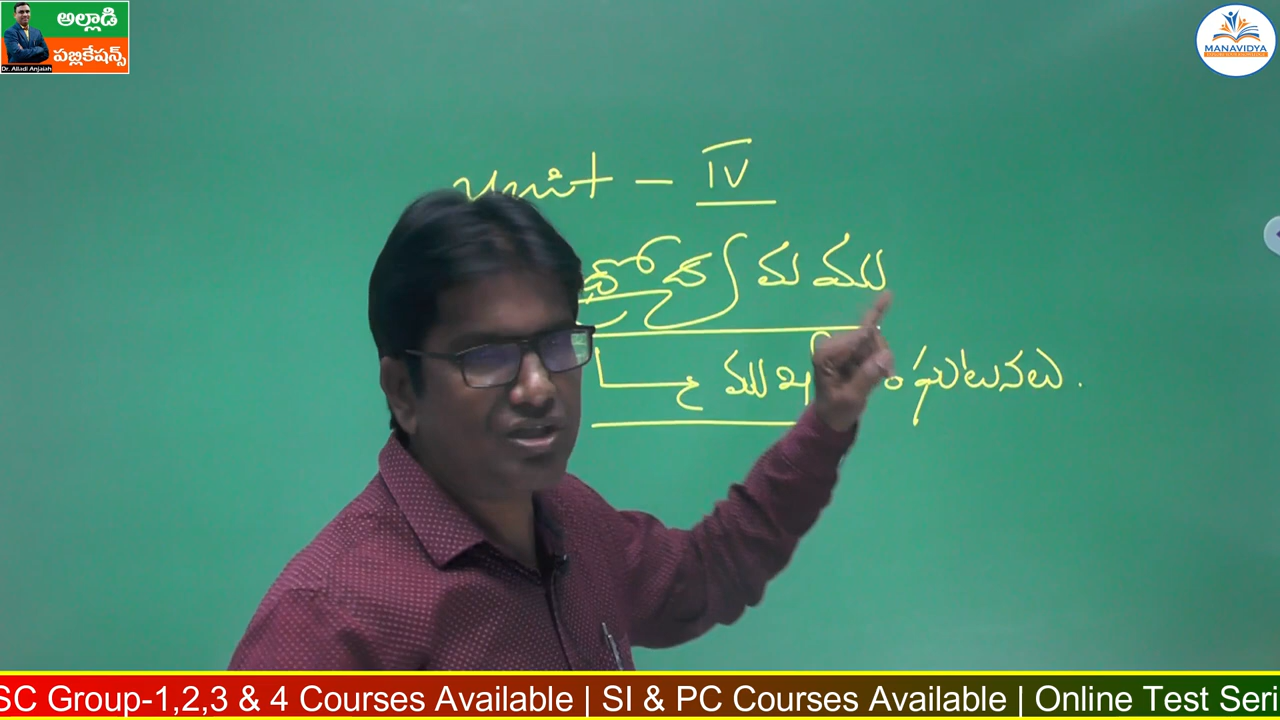 అల్లాడి
పబ్లికేషన్స్
Dr. Alladi Anjaiah
MANAVIDYA
unit - IV
ద్యమము
ఘటనలు.
SC Group-1,2,3 & 4 Courses Available | SI & PC Courses Available | Online Test Seri